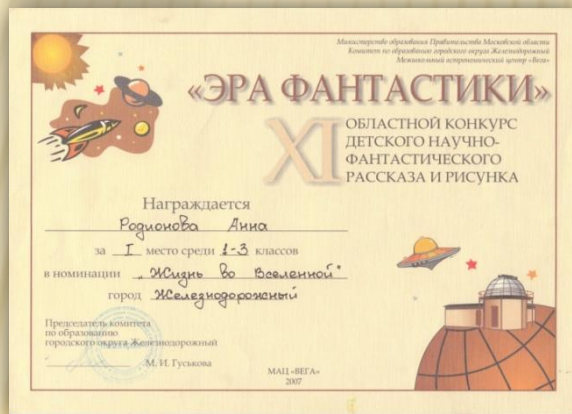 Министерство образования Правительства Московской области
Комитет по образованию городского округа Железнодорожный
Межшкольный астрономический центр «Вега»
«ЭРА ФАНТАСТИКИ»
XI ОБЛАСТНОЙ КОНКУРС
ДЕТСКОГО НАУЧНО-
ФАНТАСТИЧЕСКОГО
РАССКАЗА И РИСУНКА
Награждается
Родионова Анна
за I место среди 1-3 классов
в номинации „Жизнь во Вселенной"
город Железнодорожный
Председатель комитета
по образованию
городского округа Железнодорожный
М. И. Гуськова
МАЦ «ВЕГА»
2007